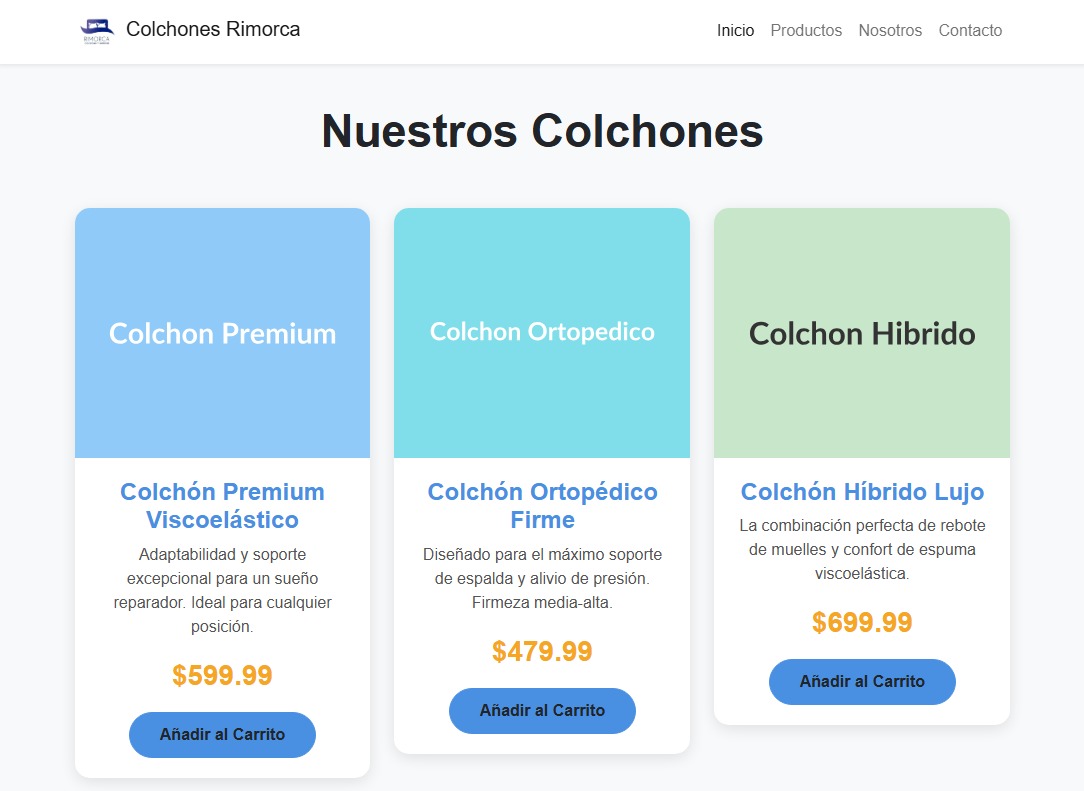 RIMORCA
Colchones Rimorca
Inicio
Productos
Nosotros
Contacto
Nuestros Colchones
Colchon Premium
Colchón Premium
Viscoelástico
Adaptabilidad y soporte
excepcional para un sueño
reparador. Ideal para cualquier
posición.
$599.99
Añadir al Carrito
Colchon Ortopedico
Colchón Ortopédico
Firme
Diseñado para el máximo soporte
de espalda y alivio de presión.
Firmeza media-alta.
$479.99
Añadir al Carrito
Colchon Hibrido
Colchón Híbrido Lujo
La combinación perfecta de rebote
de muelles y confort de espuma
viscoelástica.
$699.99
Añadir al Carrito